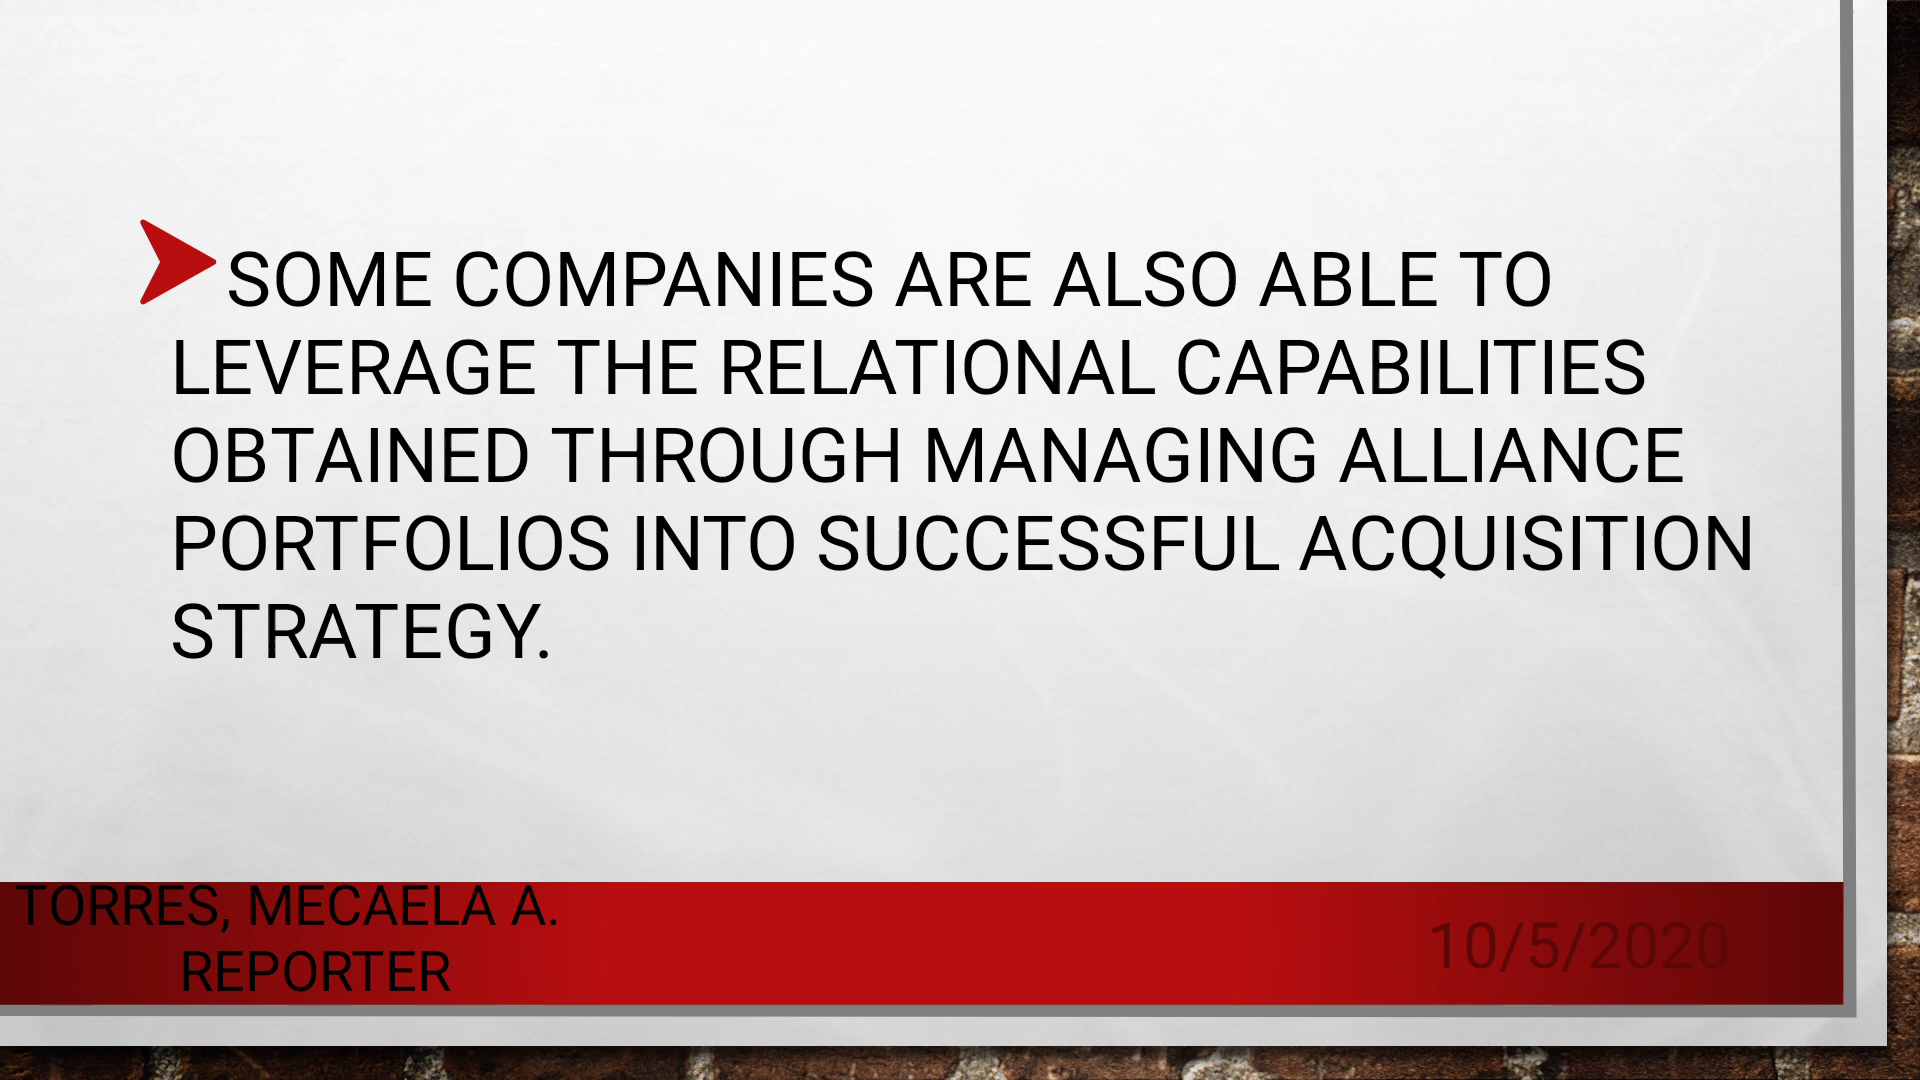 SOME COMPANIES ARE ALSO ABLE TO
LEVERAGE THE RELATIONAL CAPABILITIES
OBTAINED THROUGH MANAGING ALLIANCE
PORTFOLIOS INTO SUCCESSFUL ACQUISITION
STRATEGY.
TORRES, MECAELA A.
REPORTER
10/5/2020